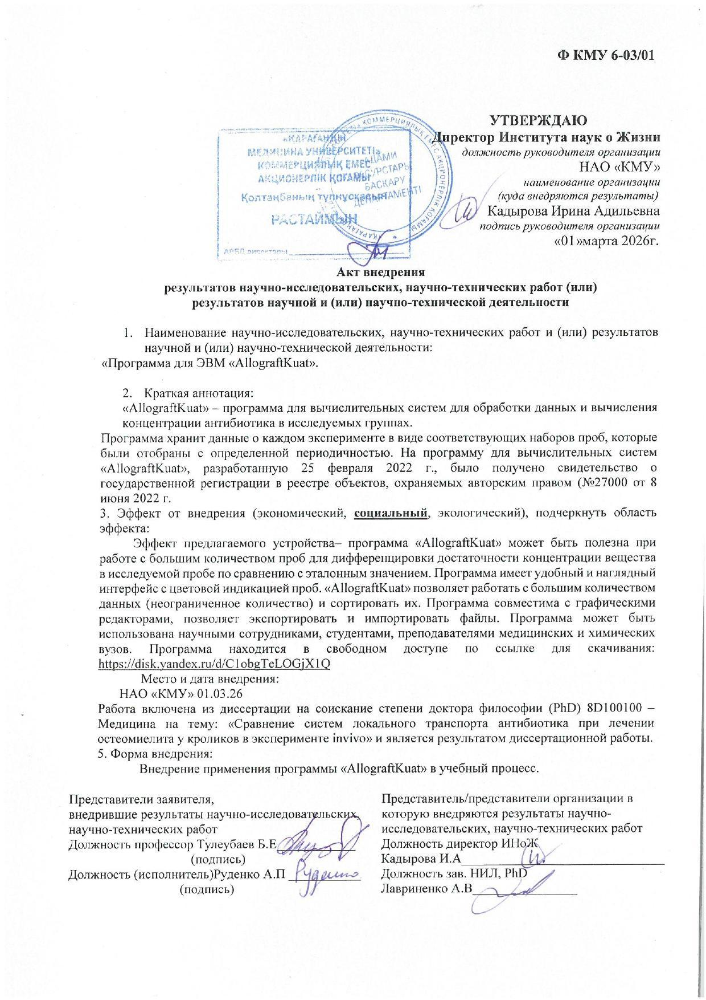 Ф КМУ 6-03/01
УТВЕРЖДАЮ
Директор Института наук о Жизни
должность руководителя организации
НАО «КМУ»
наименование организации
(куда внедряются результаты)
Кадырова Ирина Адильевна
подпись руководителя организации
«01»марта 2026г.
«ҚАРАҒАНДЫ
МЕДИЦИНА УНИВЕРСИТЕТІ»
КОММЕРЦИЯЛЫҚ ЕМЕС
АКЦИОНЕРЛІК ҚОҒАМЫ
Қолтаңбаның түпнұсқасын
РАСТАЙМЫН
АРБД директоры
КОММЕРЦИЯЛЫҚ ЕМЕС АКЦИОНЕРЛІК ҚОҒАМЫ
АДАМИ
РЕСУРСТАРЫ
БАСҚАРУ
ДЕПАРТАМЕНТІ
Акт внедрения
результатов научно-исследовательских, научно-технических работ (или)
результатов научной и (или) научно-технической деятельности
1. Наименование научно-исследовательских, научно-технических работ и (или) результатов
научной и (или) научно-технической деятельности:
«Программа для ЭВМ «AllograftKuat».
2. Краткая аннотация:
«AllograftKuat» – программа для вычислительных систем для обработки данных и вычисления
концентрации антибиотика в исследуемых группах.
Программа хранит данные о каждом эксперименте в виде соответствующих наборов проб, которые
были отобраны с определенной периодичностью. На программу для вычислительных систем
«AllograftKuat», разработанную 25 февраля 2022 г., было получено свидетельство о
государственной регистрации в реестре объектов, охраняемых авторским правом (№27000 от 8
июня 2022 г.
3. Эффект от внедрения (экономический, социальный, экологический), подчеркнуть область
эффекта:
Эффект предлагаемого устройства– программа «AllograftKuat» может быть полезна при
работе с большим количеством проб для дифференцировки достаточности концентрации вещества
в исследуемой пробе по сравнению с эталонным значением. Программа имеет удобный и наглядный
интерфейс с цветовой индикацией проб. «AllograftKuat» позволяет работать с большим количеством
данных (неограниченное количество) и сортировать их. Программа совместима с графическими
редакторами, позволяет экспортировать и импортировать файлы. Программа может быть
использована научными сотрудниками, студентами, преподавателями медицинских и химических
вузов. Программа находится в свободном доступе по ссылке для скачивания:
https://disk.yandex.ru/d/C1obgTeLOGjX1Q
Место и дата внедрения:
НАО «КМУ» 01.03.26
Работа включена из диссертации на соискание степени доктора философии (PhD) 8D100100 –
Медицина на тему: «Сравнение систем локального транспорта антибиотика при лечении
остеомиелита у кроликов в эксперименте invivo» и является результатом диссертационной работы.
5. Форма внедрения:
Внедрение применения программы «AllograftKuat» в учебный процесс.
Представители заявителя,
внедрившие результаты научно-исследовательских,
научно-технических работ
Должность профессор Тулеубаев Б.Е
(подпись)
Должность (исполнитель)Руденко А.П Руденко
(подпись)
Представитель/представители организации в
которую внедряются результаты научно-
исследовательских, научно-технических работ
Должность директор ИНоЖ
Кадырова И.А
Должность зав. НИЛ, PhD
Лавриненко А.В